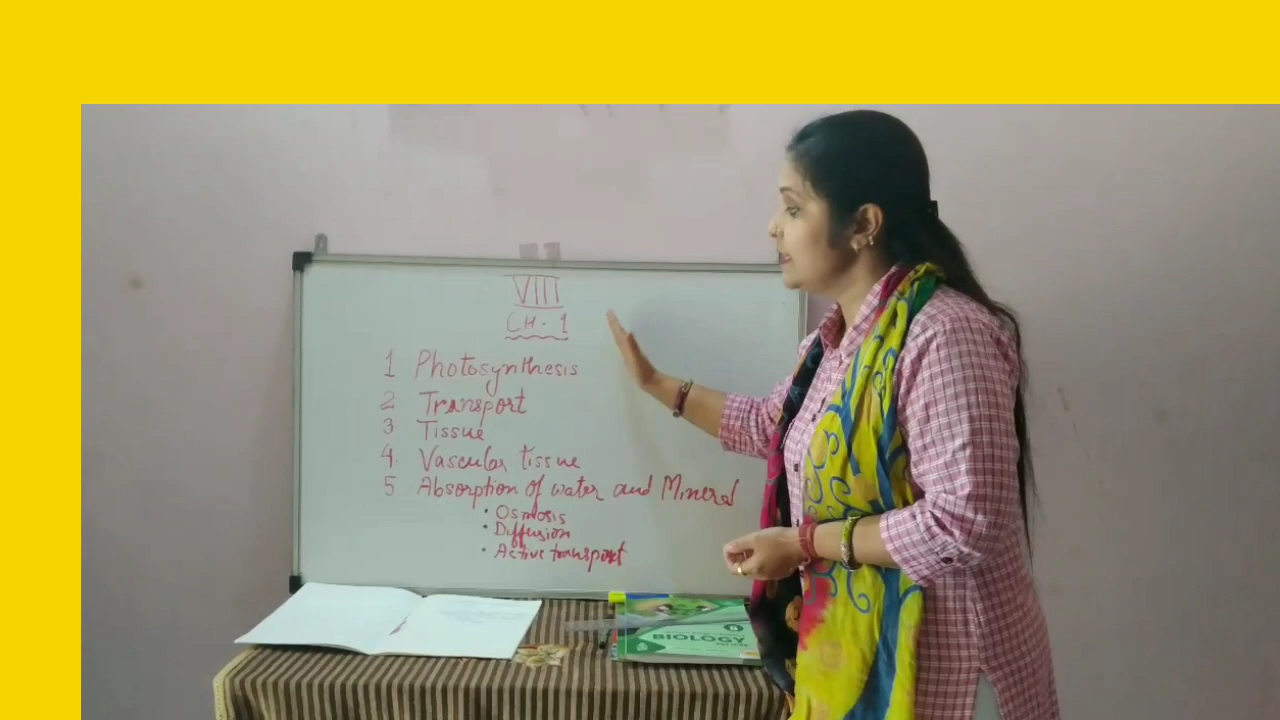 VIII
CH - 1
1 Photosynthesis
2 Transport
3 Tissue
4. Vascular tissue
5 Absorption of water and Mineral
• Osmosis
• Diffusion
• Active transport
8
BIOLOGY